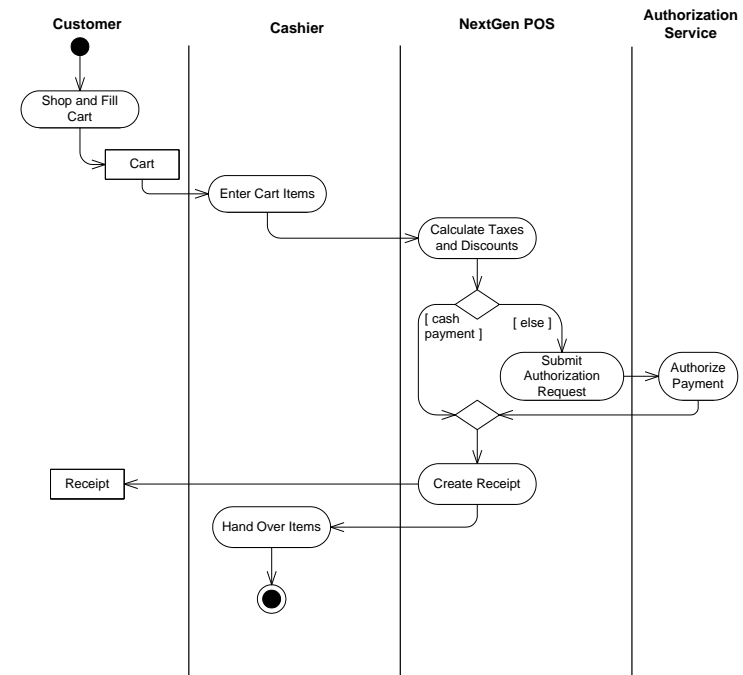 Customer
Cashier
NextGen POS
Authorization
Service
Shop and Fill
Cart
Cart
Enter Cart Items
Calculate Taxes
and Discounts
[ cash
payment ]
[ else ]
Submit
Authorization
Request
Authorize
Payment
Receipt
Create Receipt
Hand Over Items